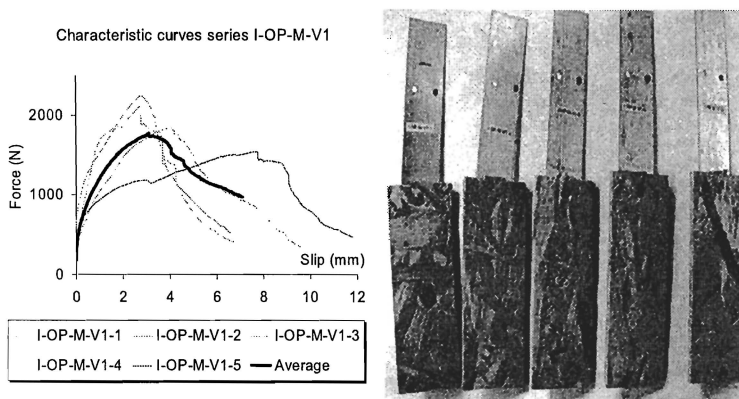 Characteristic curves series I-OP-M-V1
Force (N)
2000
1000
0
Slip (mm)
0 2 4 6 8 10 12
I-OP-M-V1-1 I-OP-M-V1-2 I-OP-M-V1-3
I-OP-M-V1-4 I-OP-M-V1-5 Average